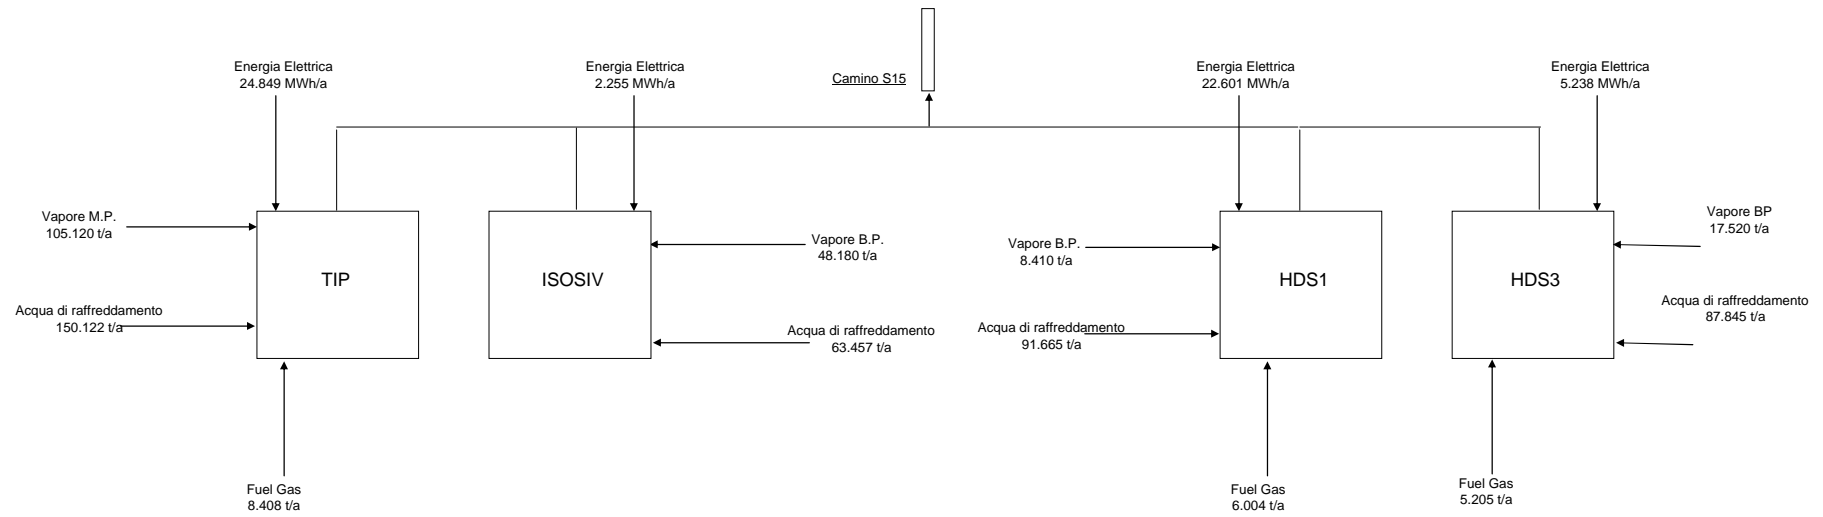 Energia Elettrica
24.849 MWh/a
Energia Elettrica
2.255 MWh/a
Camino S15
Energia Elettrica
22.601 MWh/a
Energia Elettrica
5.238 MWh/a
Vapore M.P.
105.120 t/a
Acqua di raffreddamento
150.122 t/a
TIP
Fuel Gas
8.408 t/a
ISOSIV
Vapore B.P.
48.180 t/a
Acqua di raffreddamento
63.457 t/a
Vapore B.P.
8.410 t/a
Acqua di raffreddamento
91.665 t/a
HDS1
Fuel Gas
6.004 t/a
HDS3
Vapore BP
17.520 t/a
Acqua di raffreddamento
87.845 t/a
Fuel Gas
5.205 t/a